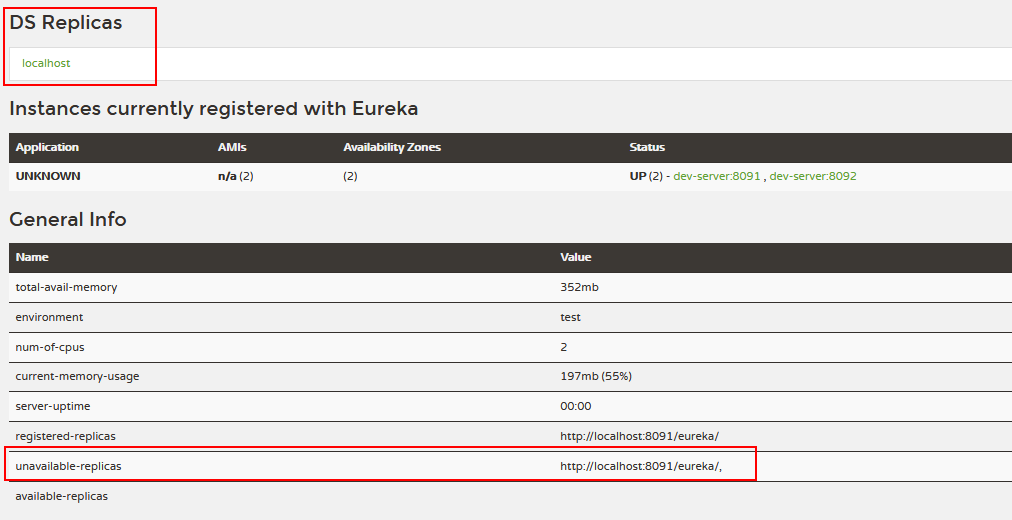 DS Replicas
localhost
Instances currently registered with Eureka
Application AMIs Availability Zones Status
UNKNOWN n/a (2) (2) UP (2) - dev-server:8091 , dev-server:8092
General Info
Name Value
total-avail-memory 352mb
environment test
num-of-cpus 2
current-memory-usage 197mb (55%)
server-uptime 00:00
registered-replicas http://localhost:8091/eureka/
unavailable-replicas http://localhost:8091/eureka/,
available-replicas